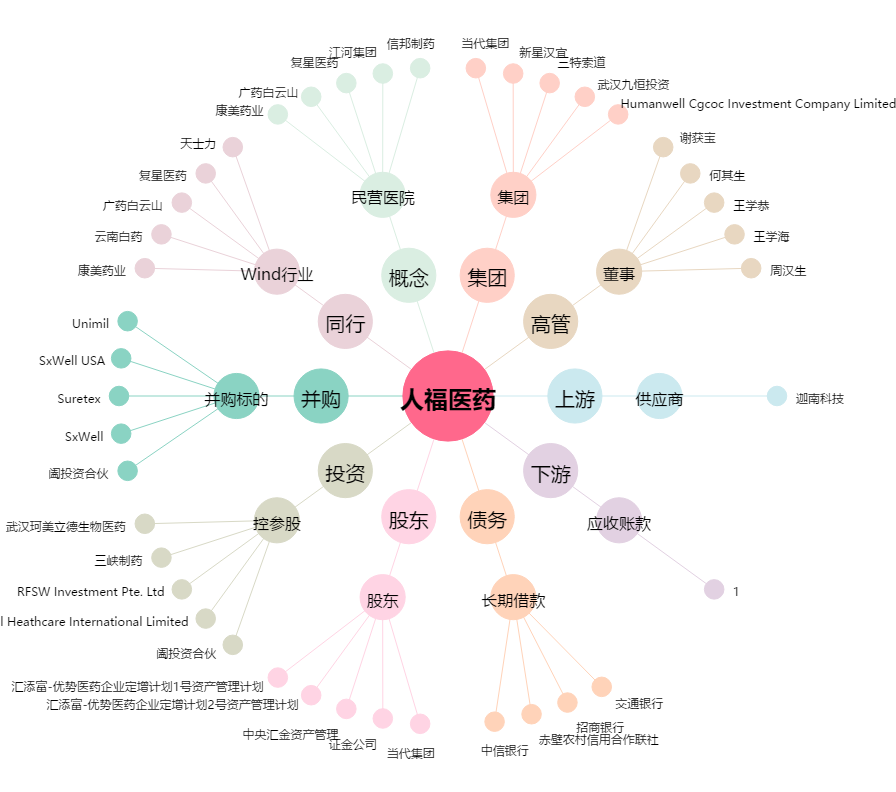 信邦制药
当代集团
江河集团
新星汉宜
复星医药
三特索道
广药白云山
武汉九恒投资
康美药业
Humanwell Cgcoc Investment Company Limited
天士力
谢获宝
复星医药
民营医院
集团
何其生
广药白云山
王学恭
云南白药
王学海
康美药业
Wind行业
概念
集团
董事
周汉生
Unimil
同行
高管
SxWell USA
Suretex
并购标的
并购
人福医药
上游
供应商
迦南科技
SxWell
阖投资合伙
投资
下游
武汉珂美立德生物医药
控参股
股东
债务
应收账款
三峡制药
RFSW Investment Pte. Ltd
1
l Heathcare International Limited
股东
长期借款
阖投资合伙
汇添富-优势医药企业定增计划1号资产管理计划
汇添富-优势医药企业定增计划2号资产管理计划
交通银行
中央汇金资产管理
招商银行
证金公司
赤壁农村信用合作联社
当代集团
中信银行